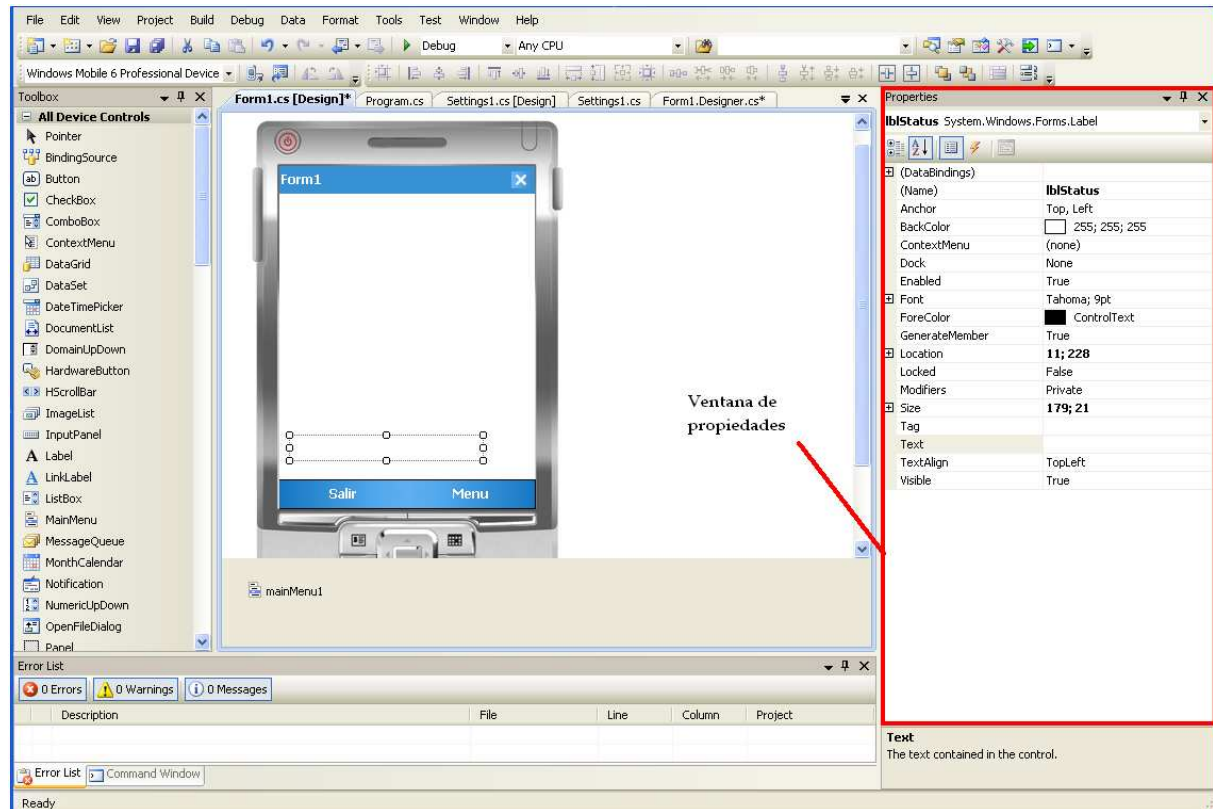 File Edit View Project Build Debug Data Format Tools Test Window Help
Debug Any CPU
Windows Mobile 6 Professional Device
Toolbox
All Device Controls
Pointer
BindingSource
Button
CheckBox
ComboBox
ContextMenu
DataGrid
DataSet
DateTimePicker
DocumentList
DomainUpDown
HardwareButton
HScrollBar
ImageList
InputPanel
Label
LinkLabel
ListBox
MainMenu
MessageQueue
MonthCalendar
Notification
NumericUpDown
OpenFileDialog
Panel
Form1.cs [Design]* Program.cs Settings1.cs [Design] Settings1.cs Form1.Designer.cs*
Form1
Salir Menu
mainMenu1
Ventana de
propiedades
Properties
lblStatus System.Windows.Forms.Label
(DataBindings)
(Name) lblStatus
Anchor Top, Left
BackColor 255; 255; 255
ContextMenu (none)
Dock None
Enabled True
Font Tahoma; 9pt
ForeColor ControlText
GenerateMember True
Location 11; 228
Locked False
Modifiers Private
Size 179; 21
Tag
Text
TextAlign TopLeft
Visible True
Text
The text contained in the control.
Error List
0 Errors 0 Warnings 0 Messages
Description File Line Column Project
Error List Command Window
Ready